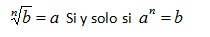 ⁿ√b = a Si y solo si aⁿ = b